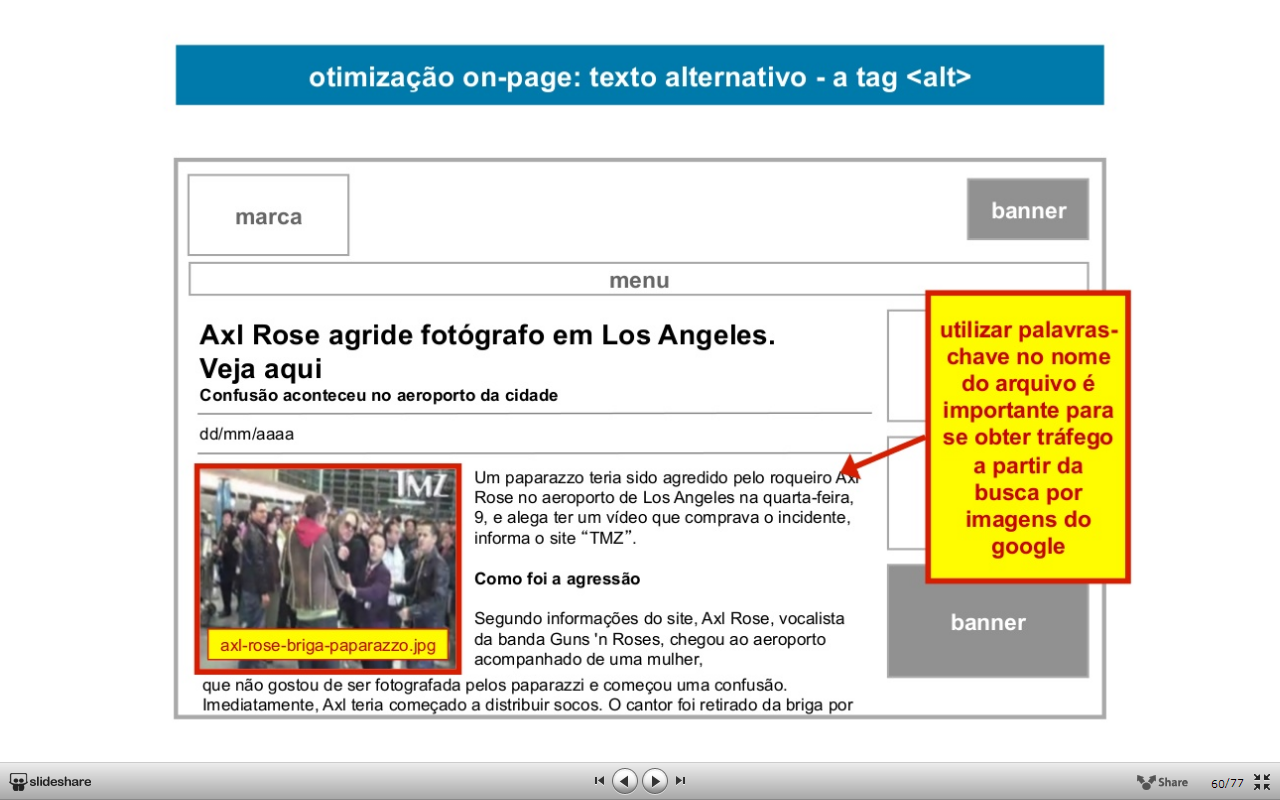 otimização on-page: texto alternativo - a tag <alt>
marca
banner
menu
Axl Rose agride fotógrafo em Los Angeles.
Veja aqui
Confusão aconteceu no aeroporto da cidade
dd/mm/aaaa
TMZ
axl-rose-briga-paparazzo.jpg
Um paparazzo teria sido agredido pelo roqueiro Axl
Rose no aeroporto de Los Angeles na quarta-feira,
9, e alega ter um vídeo que comprava o incidente,
informa o site “TMZ”.
Como foi a agressão
Segundo informações do site, Axl Rose, vocalista
da banda Guns 'n Roses, chegou ao aeroporto
acompanhado de uma mulher,
que não gostou de ser fotografada pelos paparazzi e começou uma confusão.
Imediatamente, Axl teria começado a distribuir socos. O cantor foi retirado da briga por
utilizar palavras-
chave no nome
do arquivo é
importante para
se obter tráfego
a partir da
busca por
imagens do
google
banner
slideshare
Share
60/77